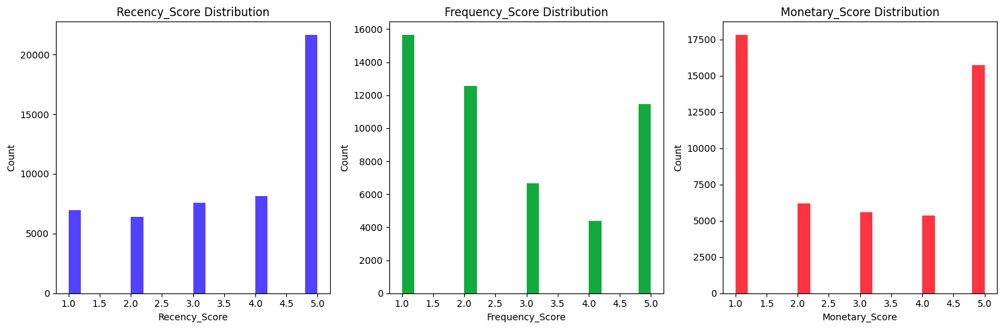 Recency_Score Distribution
Count
20000
15000
10000
5000
0
1.0 1.5 2.0 2.5 3.0 3.5 4.0 4.5 5.0
Recency_Score
Frequency_Score Distribution
Count
16000
14000
12000
10000
8000
6000
4000
2000
0
1.0 1.5 2.0 2.5 3.0 3.5 4.0 4.5 5.0
Frequency_Score
Monetary_Score Distribution
Count
17500
15000
12500
10000
7500
5000
2500
0
1.0 1.5 2.0 2.5 3.0 3.5 4.0 4.5 5.0
Monetary_Score